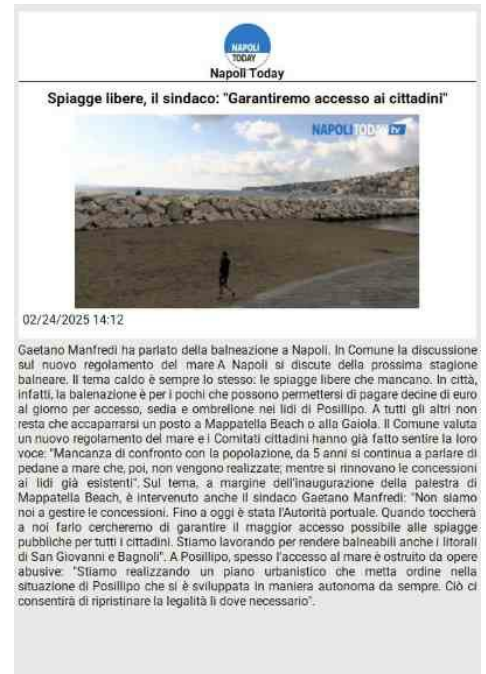 NAPOLI
TODAY
Napoli Today
Spiagge libere, il sindaco: "Garantiremo accesso ai cittadini"
NAPOLITODAY tv
02/24/2025 14:12
Gaetano Manfredi ha parlato della balneazione a Napoli. In Comune la discussione
sul nuovo regolamento del mare A Napoli si discute della prossima stagione
balneare. Il tema caldo è sempre lo stesso: le spiagge libere che mancano. In città,
infatti, la balenazione è per i pochi che possono permettersi di pagare decine di euro
al giorno per accesso, sedia e ombrellone nei lidi di Posillipo. A tutti gli altri non
resta che accaparrarsi un posto a Mappatella Beach o alla Gaiola. Il Comune valuta
un nuovo regolamento del mare e i Comitati cittadini hanno già fatto sentire la loro
voce: "Mancanza di confronto con la popolazione, da 5 anni si continua a parlare di
pedane a mare che, poi, non vengono realizzate; mentre si rinnovano le concessioni
ai lidi già esistenti". Sul tema, a margine dell'inaugurazione della palestra di
Mappatella Beach, è intervenuto anche il sindaco Gaetano Manfredi: "Non siamo
noi a gestire le concessioni. Fino a oggi è stata l'Autorità portuale. Quando toccherà
a noi farlo cercheremo di garantire il maggior accesso possibile alle spiagge
pubbliche per tutti i cittadini. Stiamo lavorando per rendere balneabili anche i litorali
di San Giovanni e Bagnoli". A Posillipo, spesso l'accesso al mare è ostruito da opere
abusive: "Stiamo realizzando un piano urbanistico che metta ordine nella
situazione di Posillipo che si è sviluppata in maniera autonoma da sempre. Ciò ci
consentirà di ripristinare la legalità lì dove necessario".